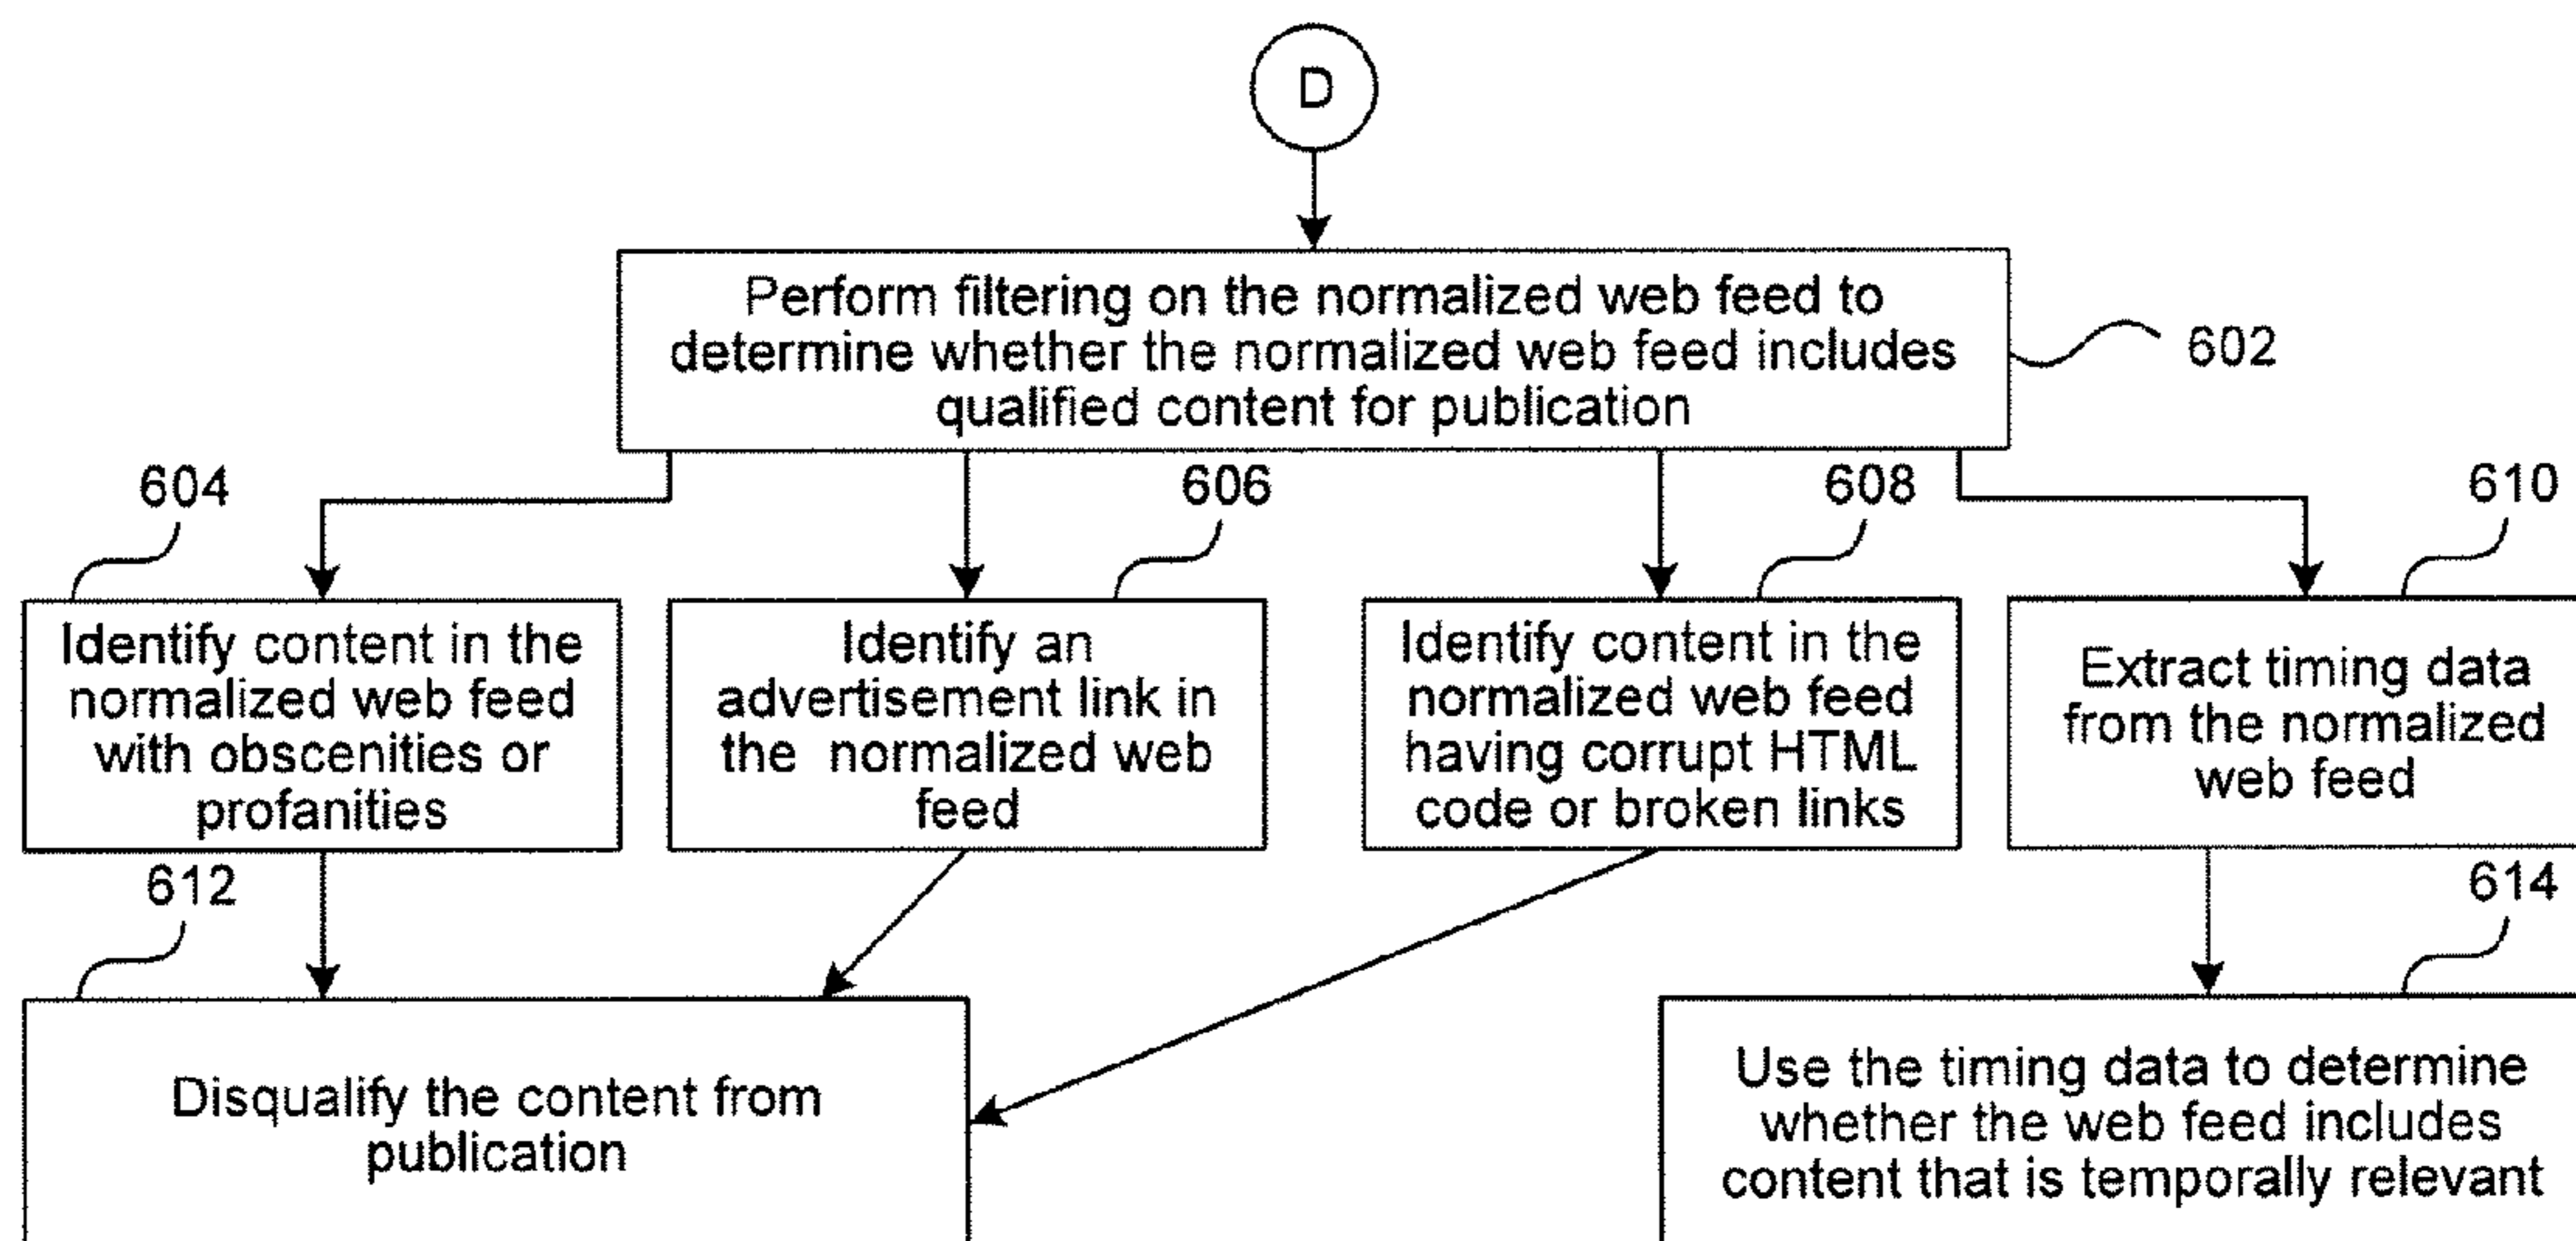 D
Perform filtering on the normalized web feed to
determine whether the normalized web feed includes
qualified content for publication
602
604
606
608
610
Identify content in the
normalized web feed
with obscenities or
profanities
Identify an
advertisement link in
the normalized web
feed
Identify content in the
normalized web feed
having corrupt HTML
code or broken links
Extract timing data
from the normalized
web feed
612
614
Disqualify the content from
publication
Use the timing data to determine
whether the web feed includes
content that is temporally relevant